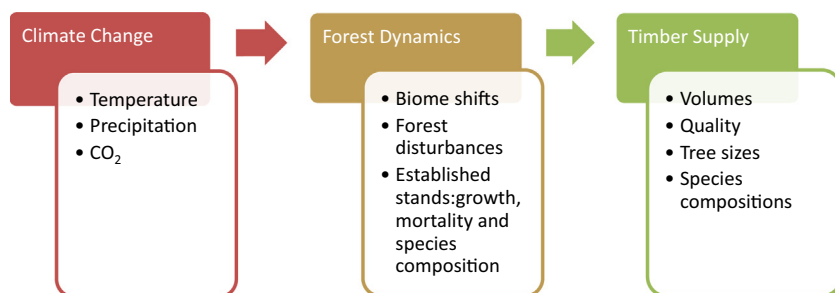 Climate Change
• Temperature
• Precipitation
• CO₂
Forest Dynamics
• Biome shifts
• Forest
disturbances
• Established
stands:growth,
mortality and
species
composition
Timber Supply
• Volumes
• Quality
• Tree sizes
• Species
compositions